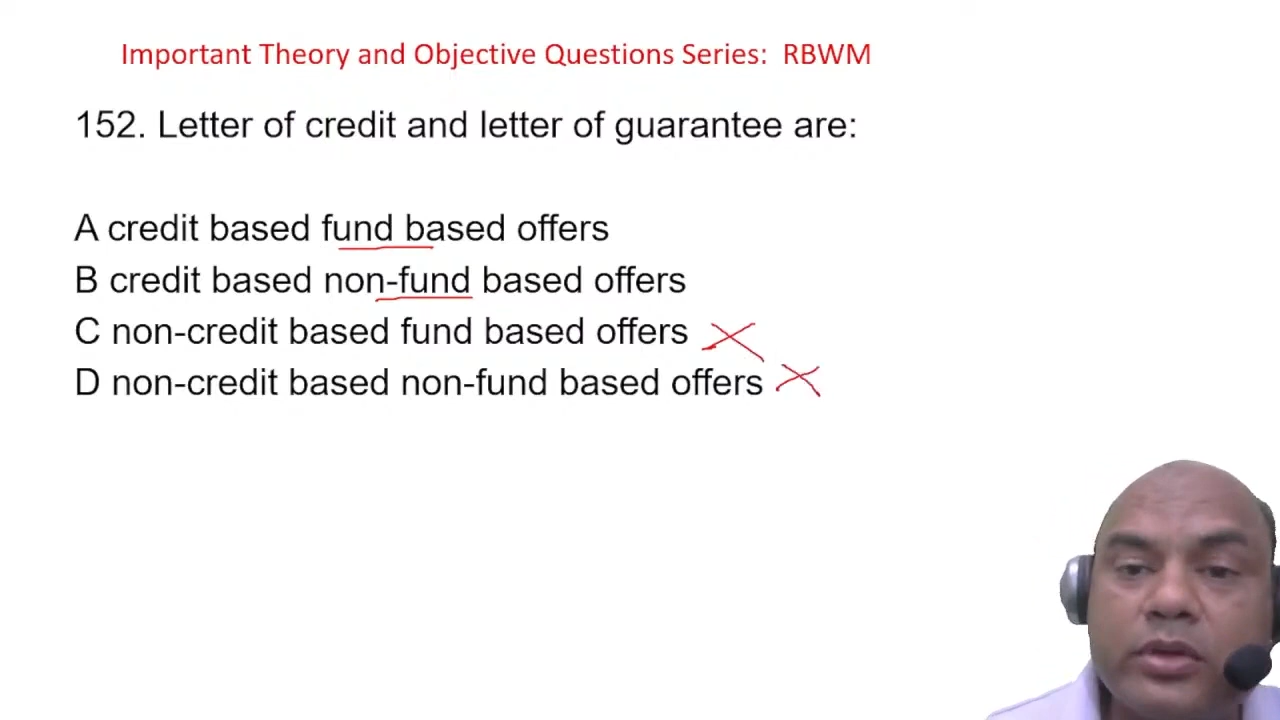 Important Theory and Objective Questions Series: RBWM
152. Letter of credit and letter of guarantee are:
A credit based fund based offers
B credit based non-fund based offers
C non-credit based fund based offers
D non-credit based non-fund based offers